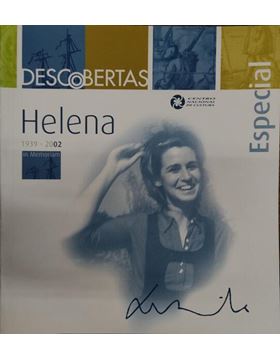 DESCOBERTAS
CENTRO
NACIONAL
DE CULTURA
Especial
Helena
1939 - 2002
in Memoriam